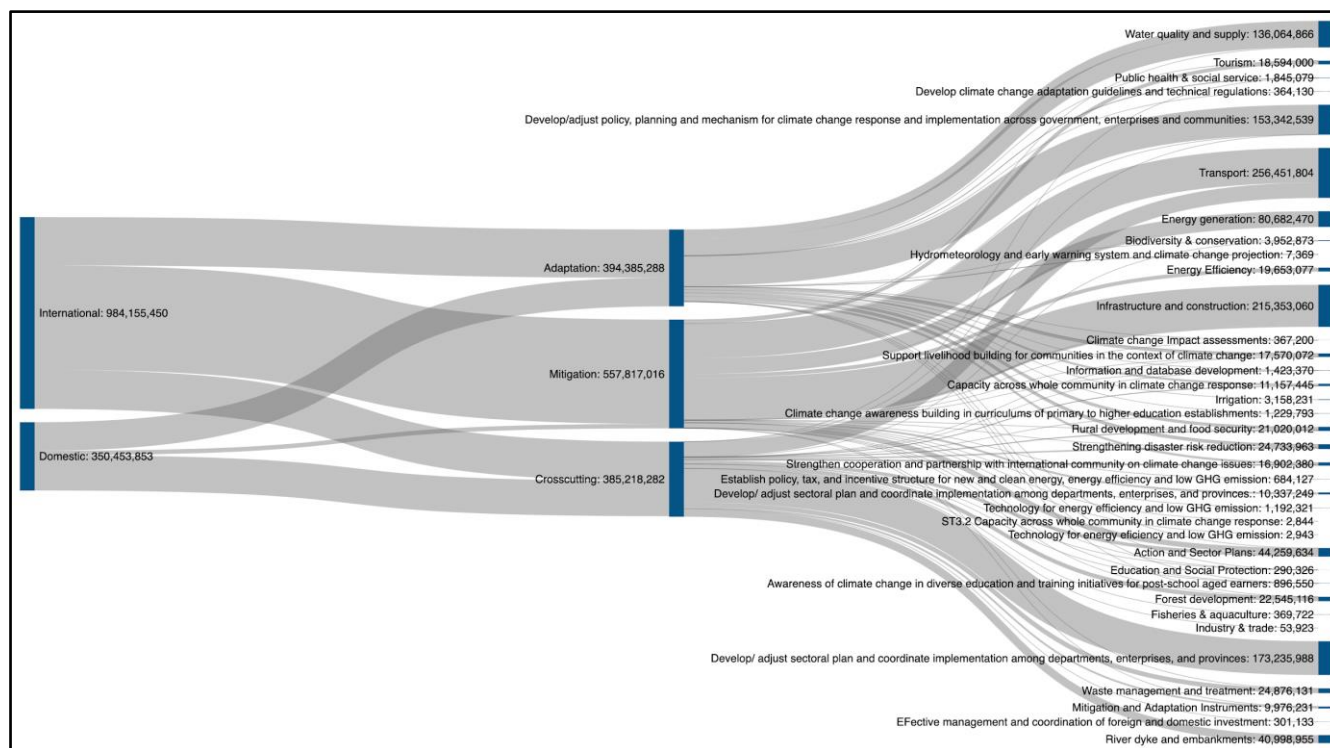 International: 984,155,450
Domestic: 350,453,853
Adaptation: 394,385,288
Mitigation: 557,817,016
Crosscutting: 385,218,282
Water quality and supply: 136,064,866
Tourism: 18,594,000
Public health & social service: 1,845,079
Develop climate change adaptation guidelines and technical regulations: 364,130
Develop/adjust policy, planning and mechanism for climate change response and implementation across government, enterprises and communities: 153,342,539
Transport: 256,451,804
Energy generation: 80,682,470
Biodiversity & conservation: 3,952,873
Hydrometeorology and early warning system and climate change projection: 7,369
Energy Efficiency: 19,653,077
Infrastructure and construction: 215,353,060
Climate change Impact assessments: 367,200
Support livelihood building for communities in the context of climate change: 17,570,072
Information and database development: 1,423,370
Capacity across whole community in climate change response: 11,157,445
Irrigation: 3,158,231
Climate change awareness building in curriculums of primary to higher education establishments: 1,229,793
Rural development and food security: 21,020,012
Strengthening disaster risk reduction: 24,733,963
Strengthen cooperation and partnership with international community on climate change issues: 16,902,380
Establish policy, tax, and incentive structure for new and clean energy, energy efficiency and low GHG emission: 684,127
Develop/ adjust sectoral plan and coordinate implementation among departments, enterprises, and provinces.: 10,337,249
Technology for energy efficiency and low GHG emission: 1,192,321
ST3.2 Capacity across whole community in climate change response: 2,844
Technology for energy eficiency and low GHG emission: 2,943
Action and Sector Plans: 44,259,634
Education and Social Protection: 290,326
Awareness of climate change in diverse education and training initiatives for post-school aged earners: 896,550
Forest development: 22,545,116
Fisheries & aquaculture: 369,722
Industry & trade: 53,923
Develop/ adjust sectoral plan and coordinate implementation among departments, enterprises, and provinces: 173,235,988
Waste management and treatment: 24,876,131
Mitigation and Adaptation Instruments: 9,976,231
EFective management and coordination of foreign and domestic investment: 301,133
River dyke and embankments: 40,998,955